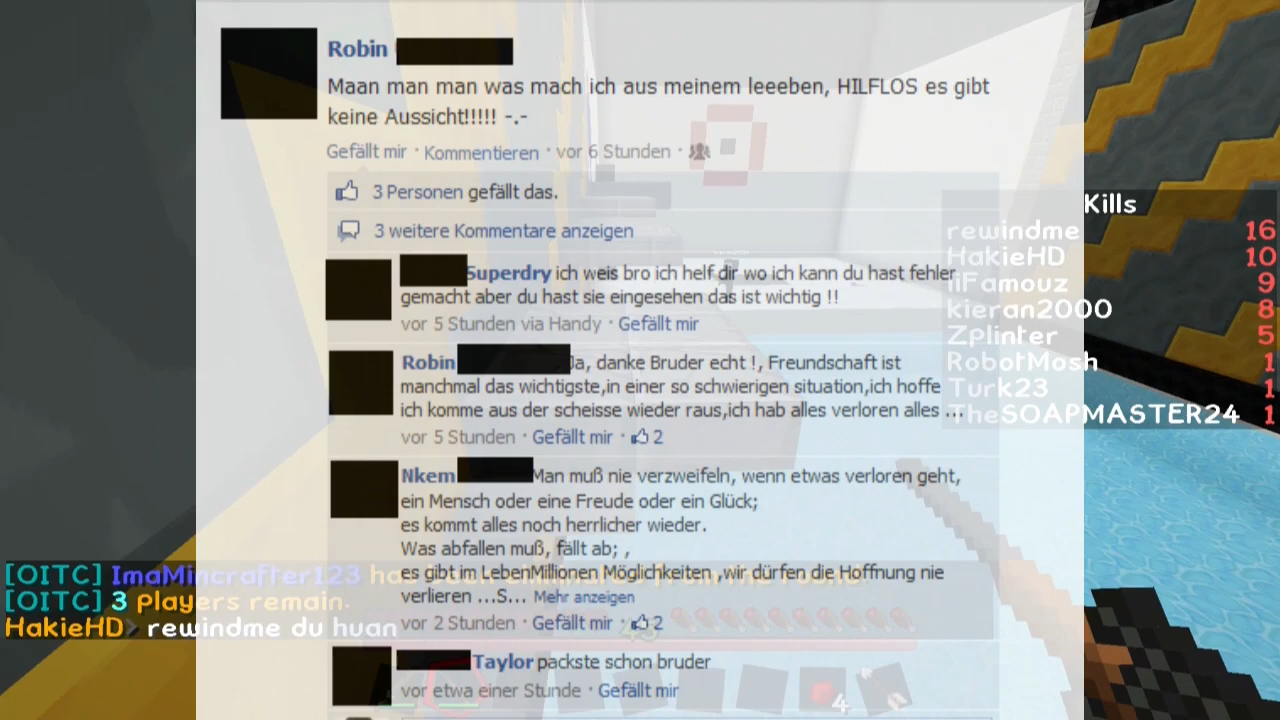 Robin
Maan man man was mach ich aus meinem leeeben, HILFLOS es gibt
keine Aussicht!!!!! -.-
Gefällt mir · Kommentieren · vor 6 Stunden ·
3 Personen gefällt das.
3 weitere Kommentare anzeigen
Superdry ich weis bro ich helf dir wo ich kann du hast fehler
gemacht aber du hast sie eingesehen das ist wichtig !!
vor 5 Stunden via Handy · Gefällt mir
Robin Ja, danke Bruder echt !, Freundschaft ist
manchmal das wichtigste,in einer so schwierigen situation,ich hoffe
ich komme aus der scheisse wieder raus,ich hab alles verloren alles ...
vor 5 Stunden · Gefällt mir · 2
Nkem Man muß nie verzweifeln, wenn etwas verloren geht,
ein Mensch oder eine Freude oder ein Glück;
es kommt alles noch herrlicher wieder.
Was abfallen muß, fällt ab; ,
es gibt im LebenMillionen Möglichkeiten ,wir dürfen die Hoffnung nie
verlieren ...S... Mehr anzeigen
vor 2 Stunden · Gefällt mir · 2
Taylor packste schon bruder
vor etwa einer Stunde · Gefällt mir
Kills
rewindme 16
HakieHD 10
iiFamouz 9
kieran2000 8
Zplinter 5
RobotMosh 1
Turk23 1
TheSOAPMASTER24 1
[OITC] ImaMincrafter123 has been eliminated from the round.
[OITC] 3 players remain.
HakieHD > rewindme du huan
43
4